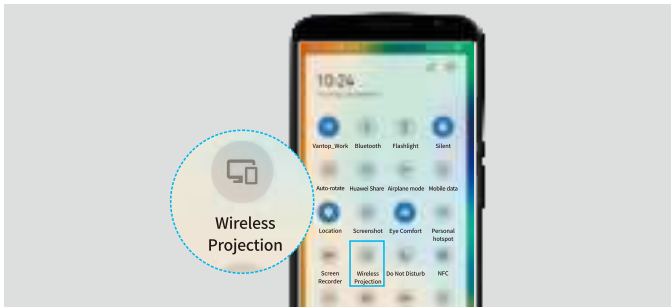 10:24
Vantop_Work Bluetooth Flashlight Silent
Auto-rotate Huawei Share Airplane mode Mobile data
Location Screenshot Eye Comfort Personal
hotspot
Screen Wireless Do Not Disturb NFC
Recorder Projection
Wireless
Projection